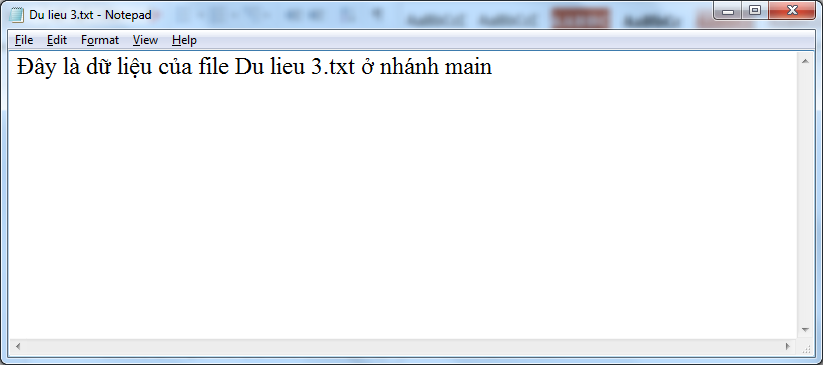 Du lieu 3.txt - Notepad
File Edit Format View Help
Đây là dữ liệu của file Du lieu 3.txt ở nhánh main